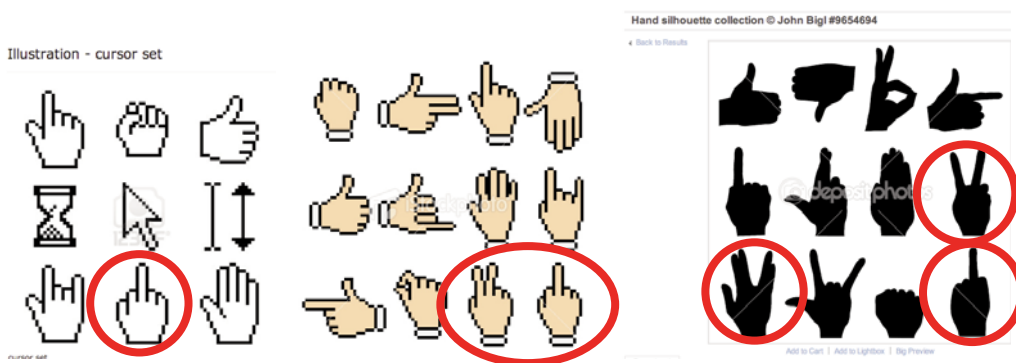 Hand silhouette collection © John Bigl #9654694
Back to Results
Illustration - cursor set
depositphotos
Add to Cart | Add to Lightbox | Big Preview
cursor set